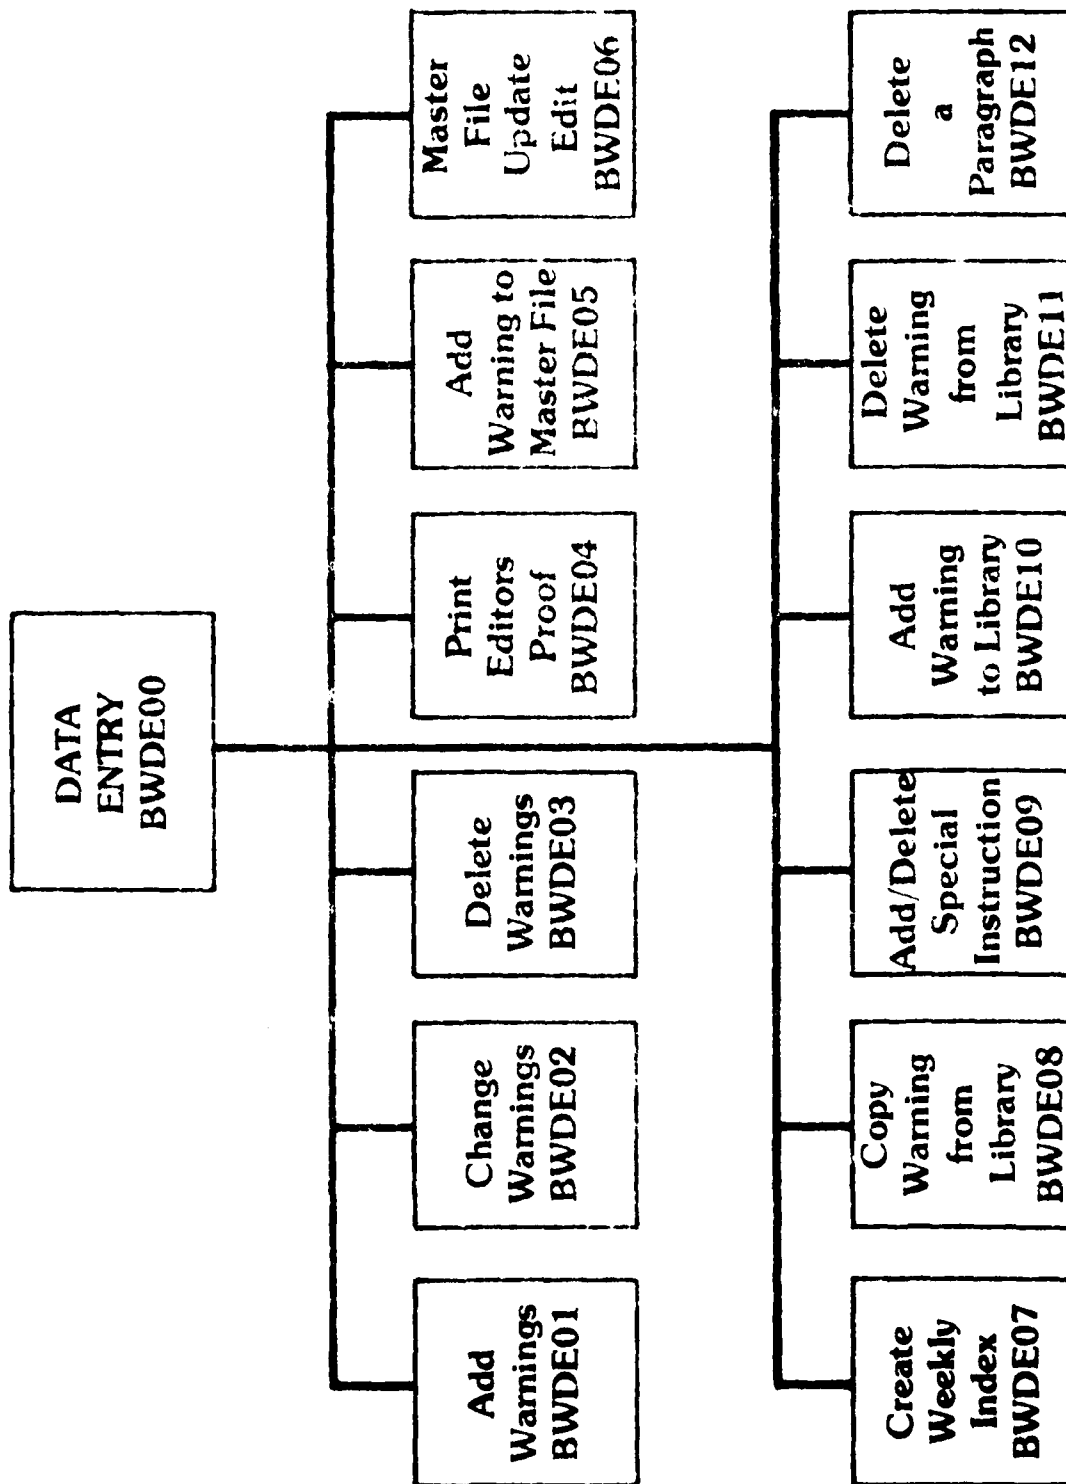 DATA
ENTRY
BWDE00
Add
Warnings
BWDE01
Change
Warnings
BWDE02
Delete
Warnings
BWDE03
Print
Editors
Proof
BWDE04
Add
Warning to
Master File
BWDE05
Master
File
Update
Edit
BWDE06
Create
Weekly
Index
BWDE07
Copy
Warning
from
Library
BWDE08
Add/Delete
Special
Instruction
BWDE09
Add
Warning
to Library
BWDE10
Delete
Warning
from
Library
BWDE11
Delete
a
Paragraph
BWDE12